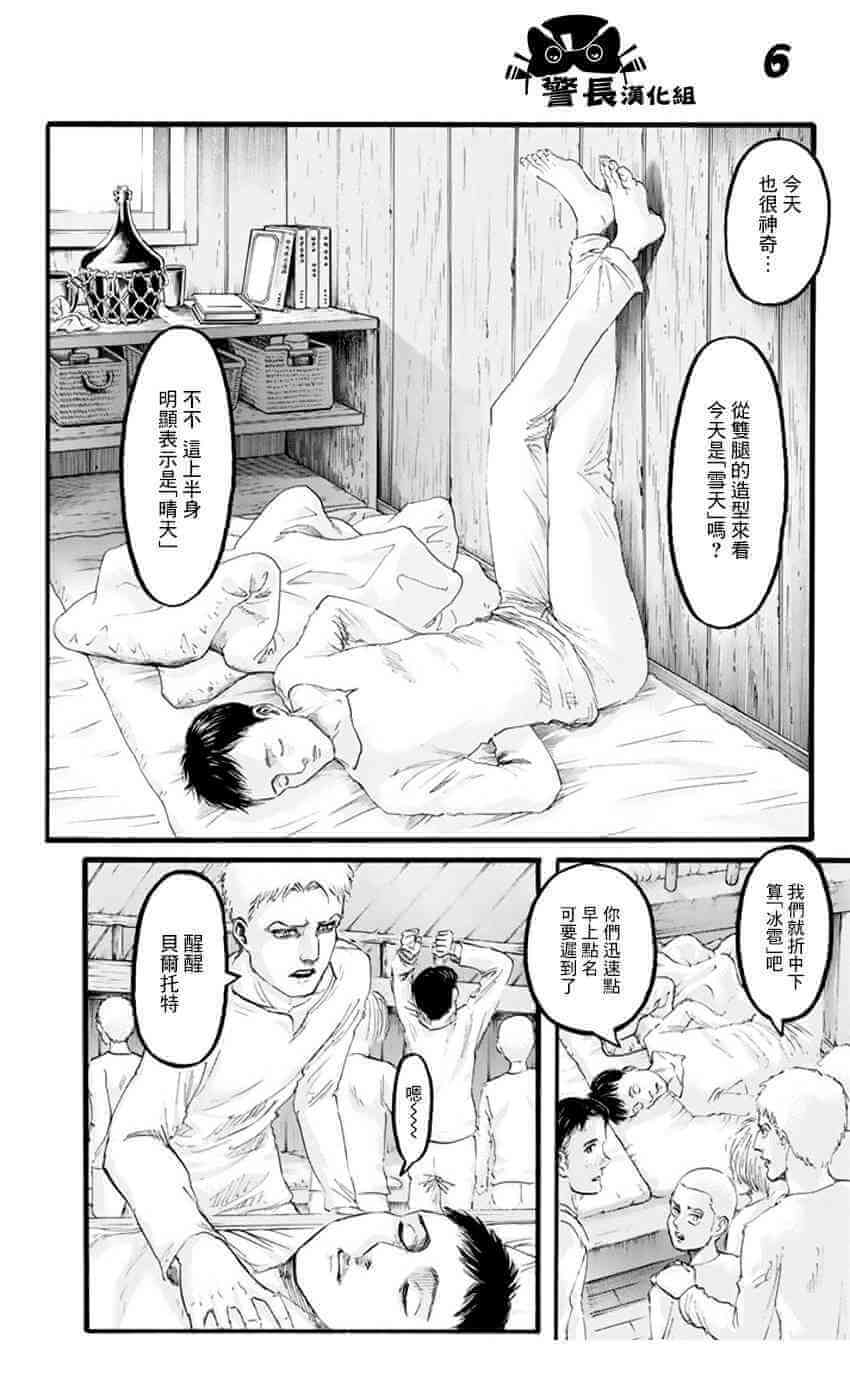 警長漢化組
6
今天
也很神奇…
從雙腿的造型來看
今天是「雪天」嗎?
不不 這上半身
明顯表示是「晴天」
我們就折中下
算「冰雹」吧
你們迅速點
早上點名
可要遲到了
醒醒
貝爾托特
嗯~~~